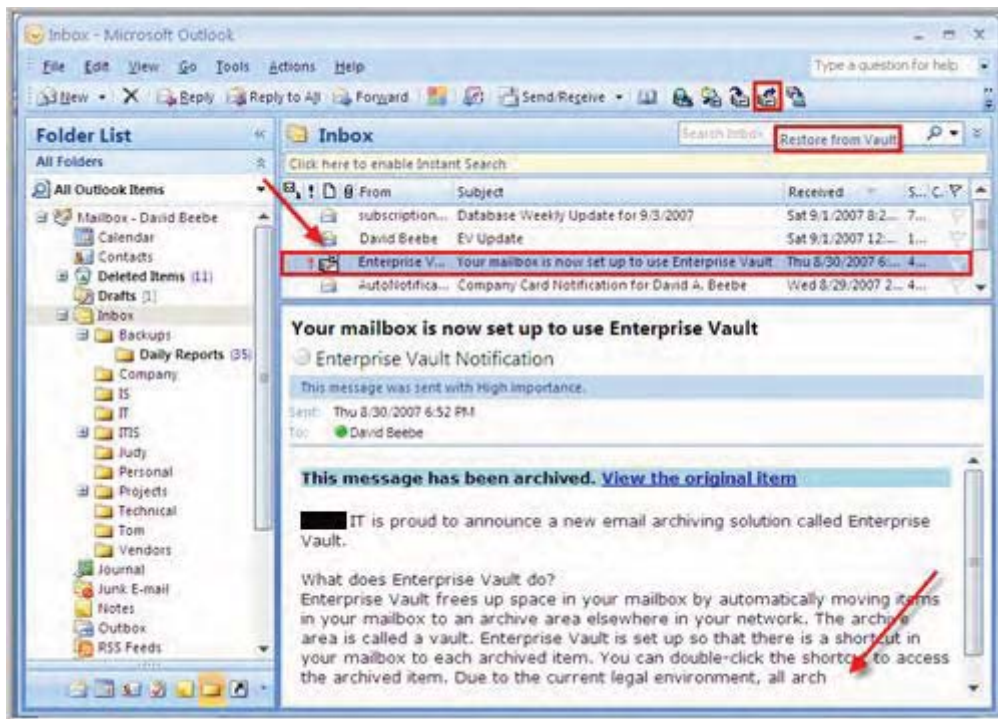 Inbox - Microsoft Outlook
File Edit View Go Tools Actions Help Type a question for help
New Reply Reply to All Forward Send/Receive
Folder List « Inbox Search Inbox Restore from Vault
All Folders Click here to enable Instant Search
All Outlook Items From Subject Received S... C.
Mailbox - David Beebe subscription... Database Weekly Update for 9/3/2007 Sat 9/1/2007 8:2... 7...
Calendar David Beebe EV Update Sat 9/1/2007 12:... 1...
Contacts Enterprise V... Your mailbox is now set up to use Enterprise Vault Thu 8/30/2007 6:... 4...
Deleted Items (11) AutoNotifica... Company Card Notification for David A. Beebe Wed 8/29/2007 2... 4...
Drafts [1]
Inbox
Backups
Daily Reports (35)
Company
IS
IT
ITIS
Judy
Personal
Projects
Technical
Tom
Vendors
Journal
Junk E-mail
Notes
Outbox
RSS Feeds
Your mailbox is now set up to use Enterprise Vault
Enterprise Vault Notification
This message was sent with High importance.
Sent: Thu 8/30/2007 6:52 PM
To: David Beebe
This message has been archived. View the original item
IT is proud to announce a new email archiving solution called Enterprise
Vault.
What does Enterprise Vault do?
Enterprise Vault frees up space in your mailbox by automatically moving items
in your mailbox to an archive area elsewhere in your network. The archive
area is called a vault. Enterprise Vault is set up so that there is a shortcut in
your mailbox to each archived item. You can double-click the shortcut to access
the archived item. Due to the current legal environment, all arch